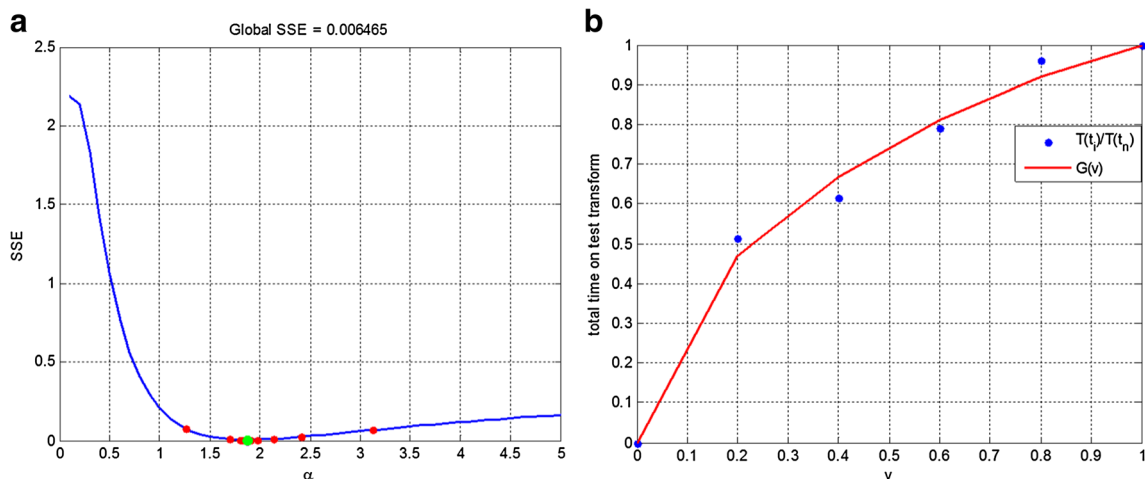 a
Global SSE = 0.006465
2.5
2
1.5
1
0.5
0
SSE
0 0.5 1 1.5 2 2.5 3 3.5 4 4.5 5
α
b
1
0.9
0.8
0.7
0.6
0.5
0.4
0.3
0.2
0.1
0
total time on test transform
T(t_i)/T(t_n)
G(v)
0 0.1 0.2 0.3 0.4 0.5 0.6 0.7 0.8 0.9 1
v